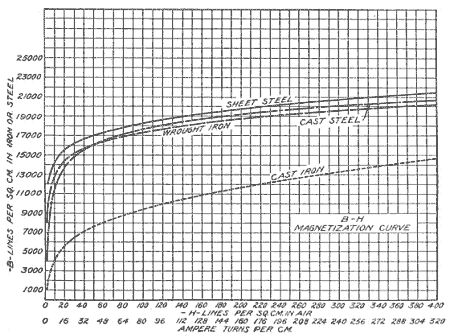 -B-LINES PER SQ. CM. IN IRON OR STEEL
25000
23000
21000
19000
17000
15000
13000
11000
9000
7000
5000
3000
1000
SHEET STEEL
CAST STEEL
WROUGHT IRON
CAST IRON
B-H
MAGNETIZATION CURVE
0 20 40 60 80 100 120 140 160 180 200 220 240 260 280 300 320 340 360 380 400
-H-LINES PER SQ CM. IN AIR
0 16 32 48 64 80 96 112 128 144 160 176 196 208 224 240 256 272 288 304 320
AMPERE TURNS PER CM.